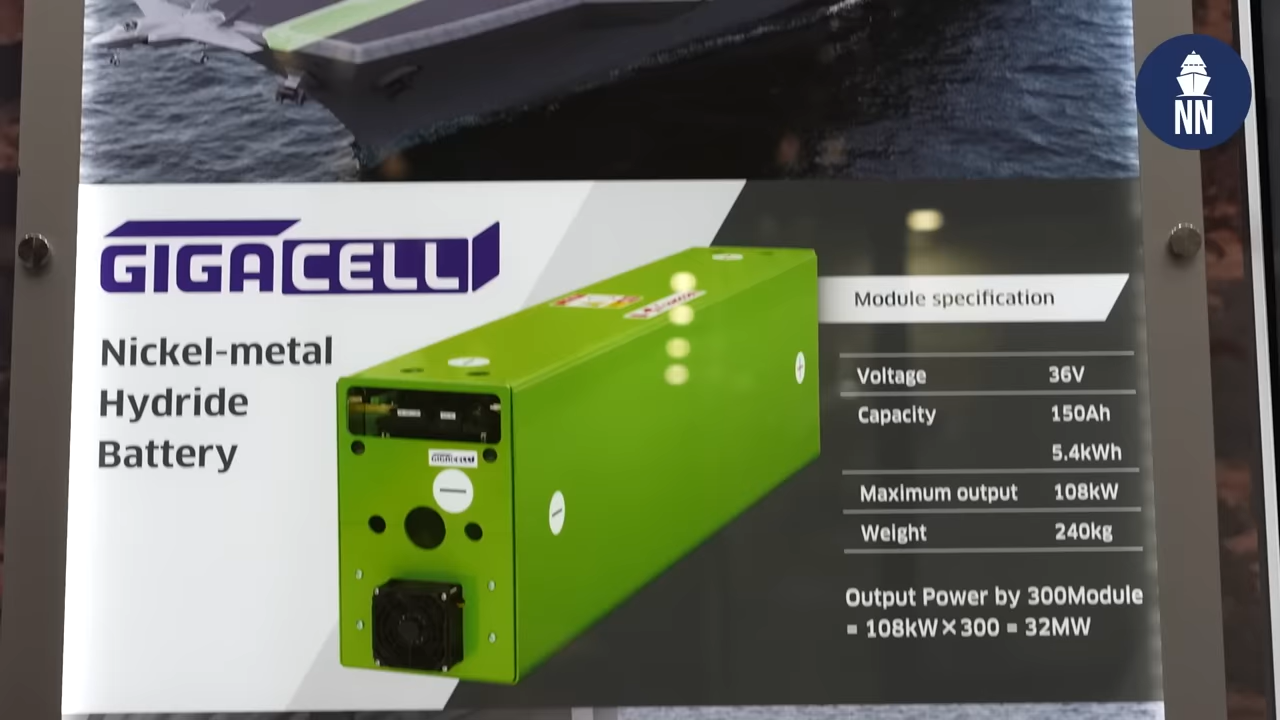 NN
GIGACELL
Nickel-metal
Hydride
Battery
GIGACELL
Module specification
Voltage 36V
Capacity 150Ah
5.4kWh
Maximum output 108kW
Weight 240kg
Output Power by 300Module
= 108kW×300 = 32MW